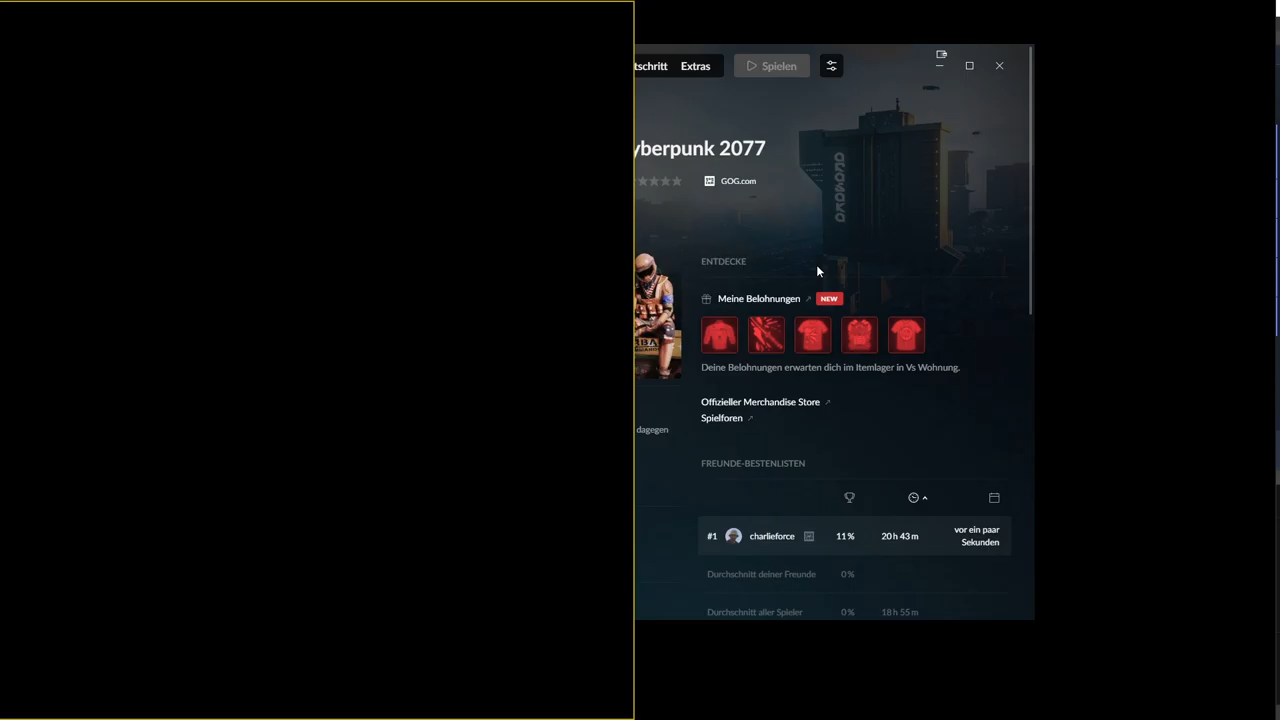 tschritt Extras Spielen
yberpunk 2077
GOG.com
ENTDECKE
Meine Belohnungen NEW
Deine Belohnungen erwarten dich im Itemlager in Vs Wohnung.
Offizieller Merchandise Store
Spielforen
dagegen
FREUNDE-BESTENLISTEN
#1 charlieforce 11% 20 h 43 m vor ein paar
Sekunden
Durchschnitt deiner Freunde 0%
Durchschnitt aller Spieler 0% 18 h 55 m